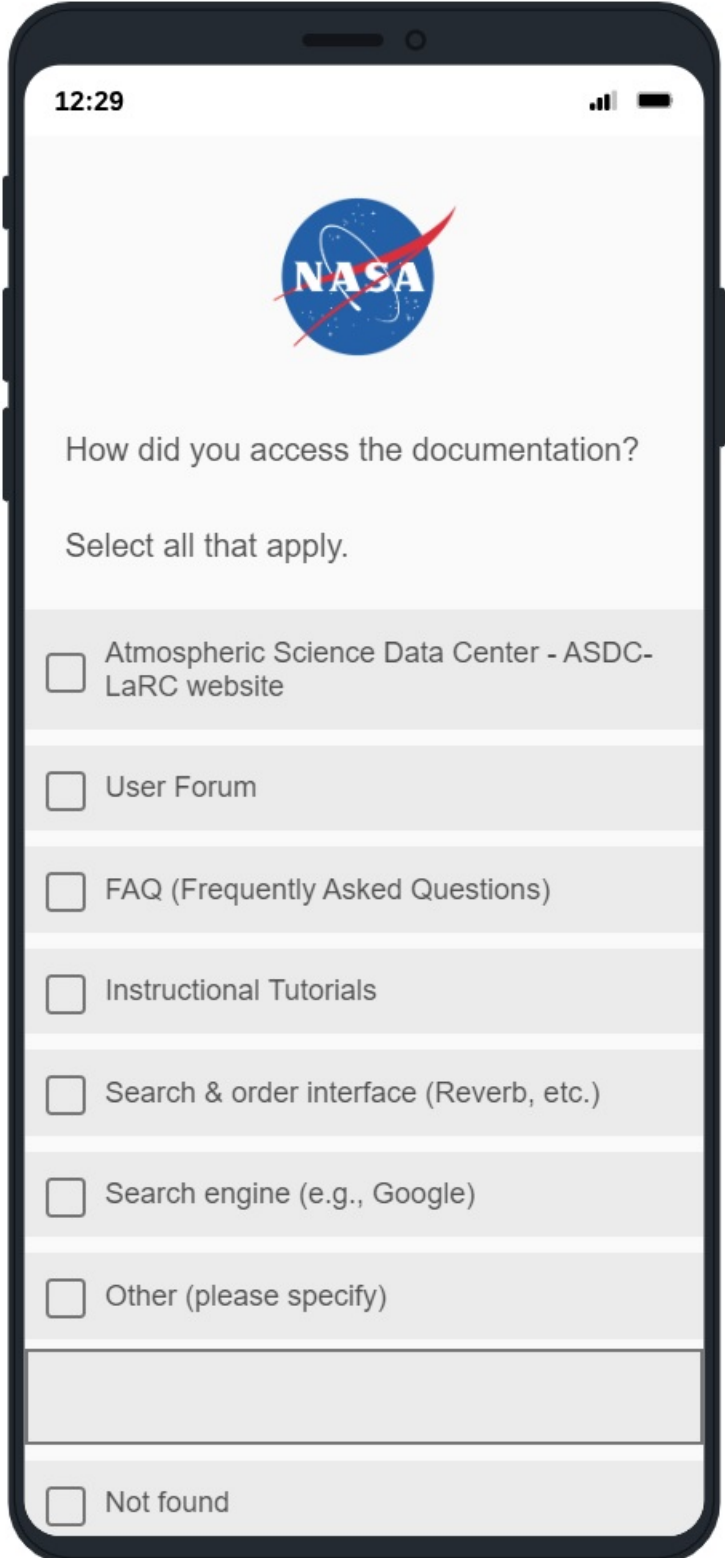 12:29
NASA
How did you access the documentation?
Select all that apply.
Atmospheric Science Data Center - ASDC-
LaRC website
User Forum
FAQ (Frequently Asked Questions)
Instructional Tutorials
Search & order interface (Reverb, etc.)
Search engine (e.g., Google)
Other (please specify)
Not found